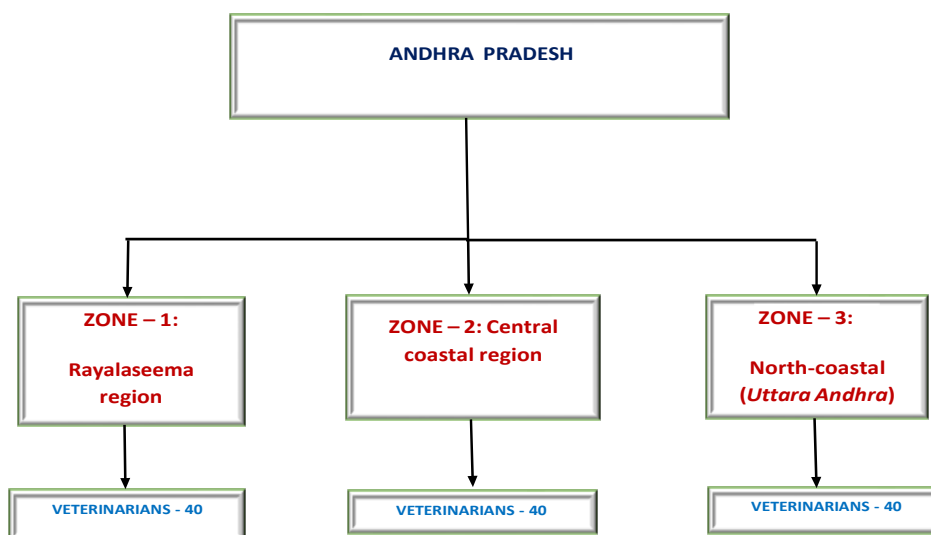 ANDHRA PRADESH
ZONE – 1:
Rayalaseema
region
ZONE – 2: Central
coastal region
ZONE – 3:
North-coastal
(Uttara Andhra)
VETERINARIANS - 40
VETERINARIANS - 40
VETERINARIANS - 40